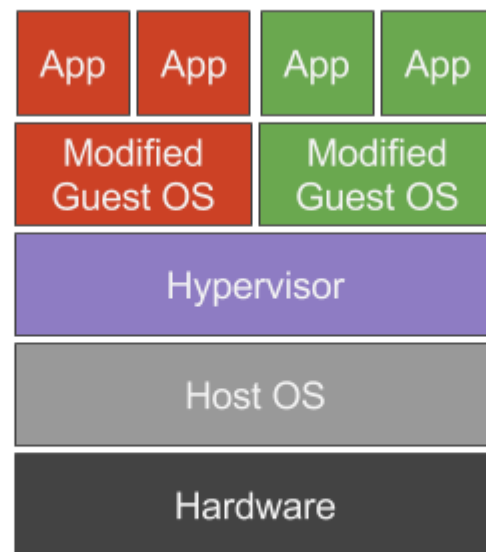 App App App App
Modified Modified
Guest OS Guest OS
Hypervisor
Host OS
Hardware